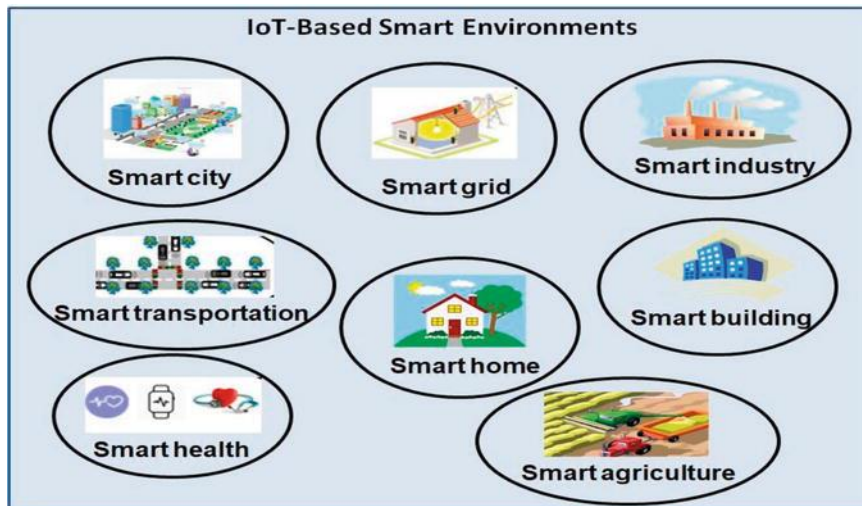 IoT-Based Smart Environments
Smart city
Smart grid
Smart industry
Smart transportation
Smart home
Smart building
Smart health
Smart agriculture